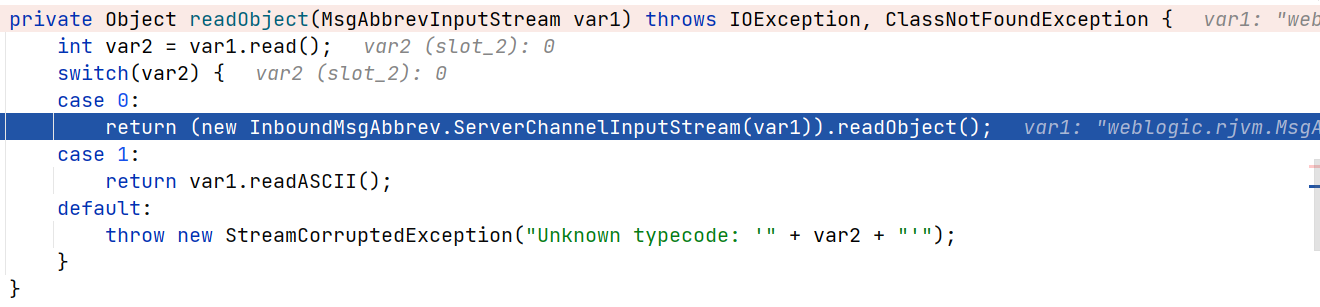 private Object readObject(MsgAbbrevInputStream var1) throws IOException, ClassNotFoundException {   var1: "web
    int var2 = var1.read();   var2 (slot_2): 0
    switch(var2) {   var2 (slot_2): 0
    case 0:
        return (new InboundMsgAbbrev.ServerChannelInputStream(var1)).readObject();   var1: "weblogic.rjvm.MsgA
    case 1:
        return var1.readASCII();
    default:
        throw new StreamCorruptedException("Unknown typecode: '" + var2 + "'");
    }
}